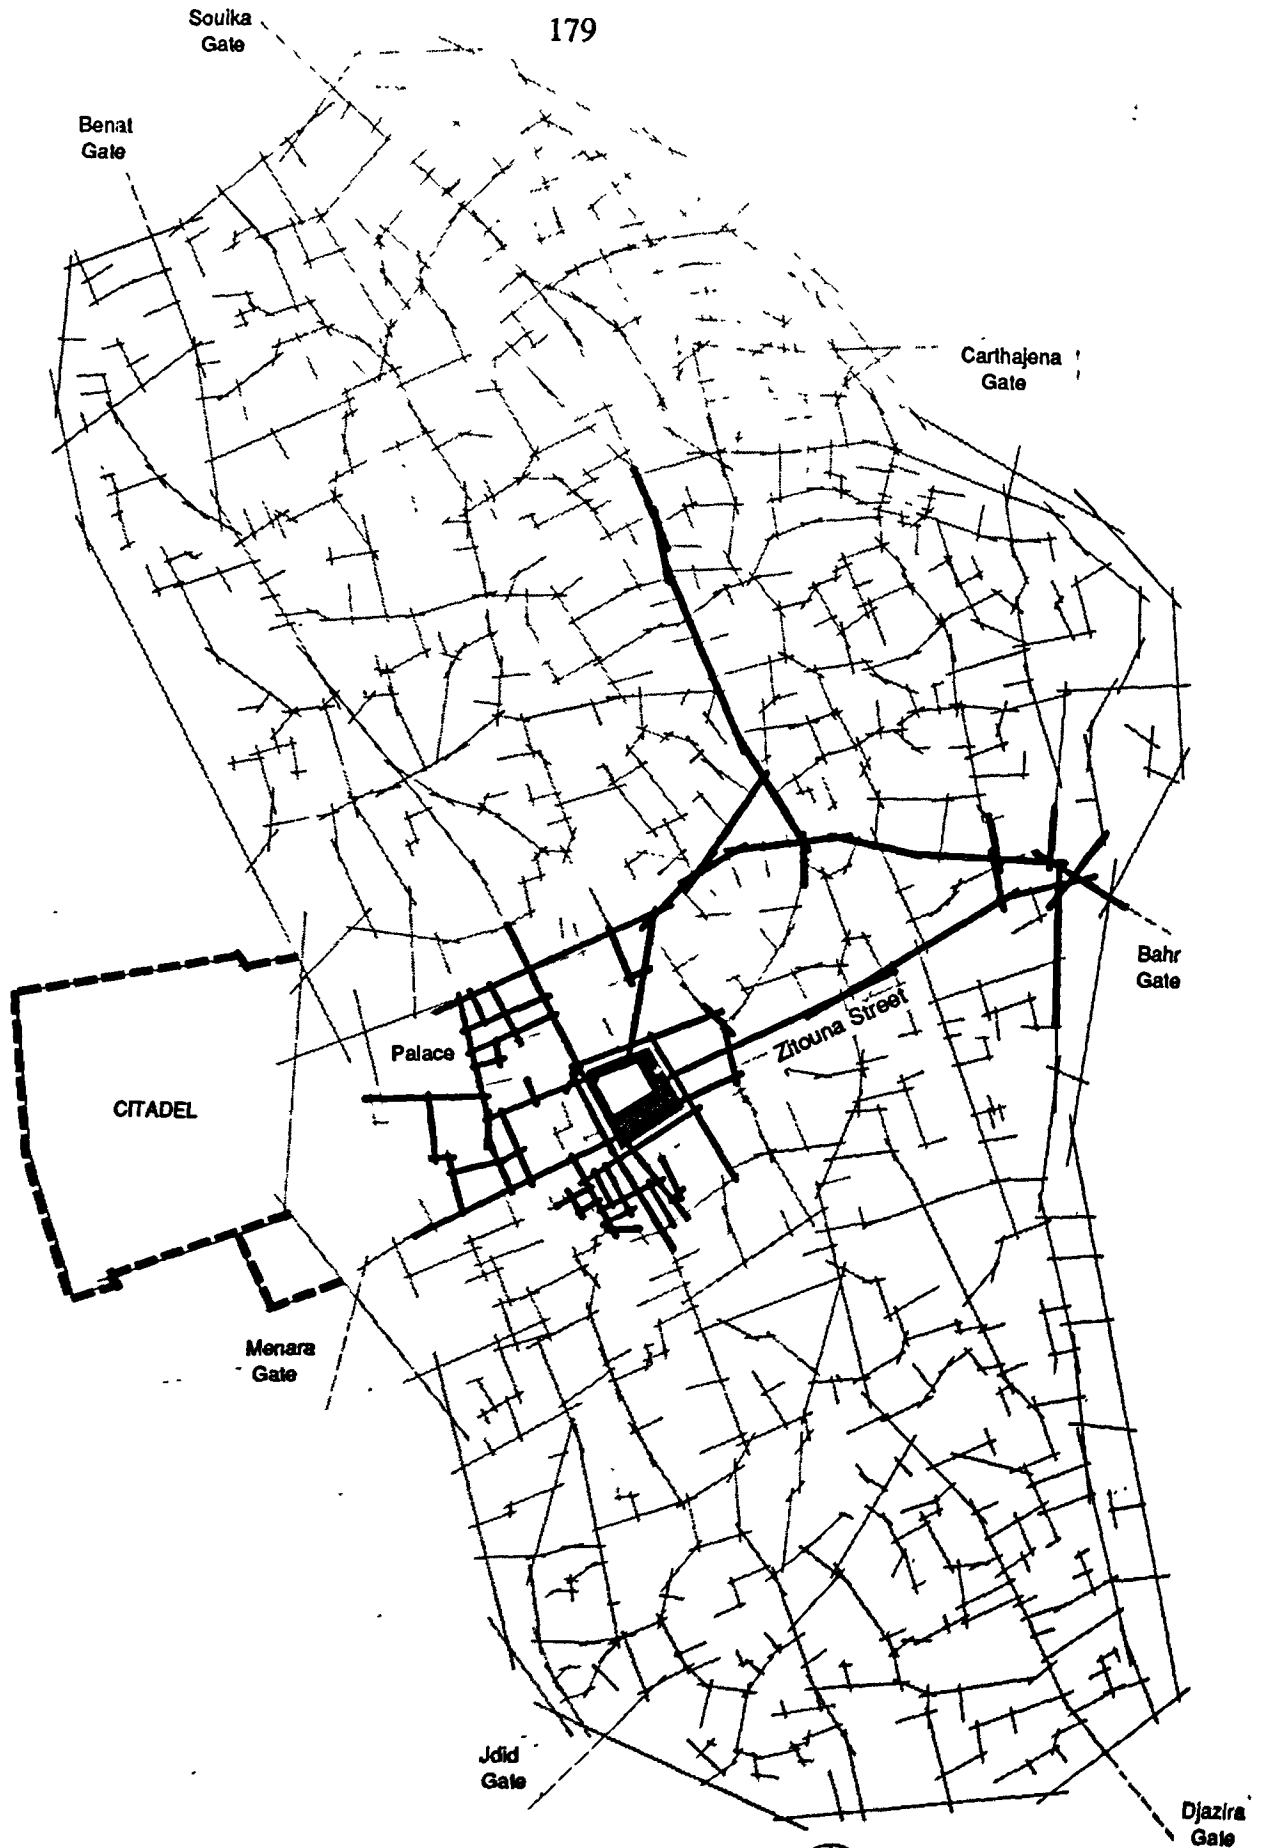 179
Souika
Gate
Benat
Gate
Carthajena
Gate
Bahr
Gate
Zitouna Street
Palace
CITADEL
Menara
Gate
Jdid
Gate
Djazira
Gate